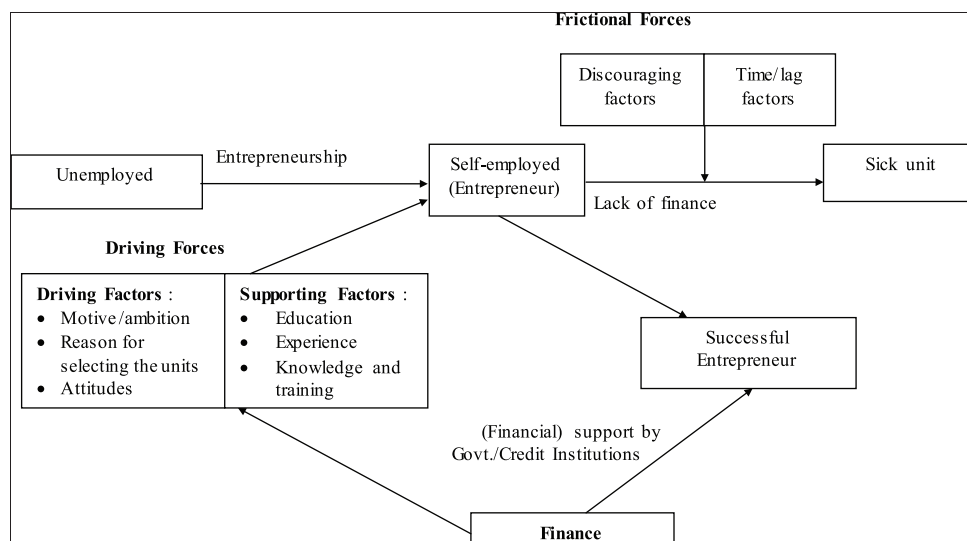 Frictional Forces
Discouraging
factors
Time/lag
factors
Unemployed
Entrepreneurship
Self-employed
(Entrepreneur)
Lack of finance
Sick unit
Driving Forces
Driving Factors :
• Motive/ambition
• Reason for
selecting the units
• Attitudes
Supporting Factors :
• Education
• Experience
• Knowledge and
training
Successful
Entrepreneur
(Financial) support by
Govt./Credit Institutions
Finance